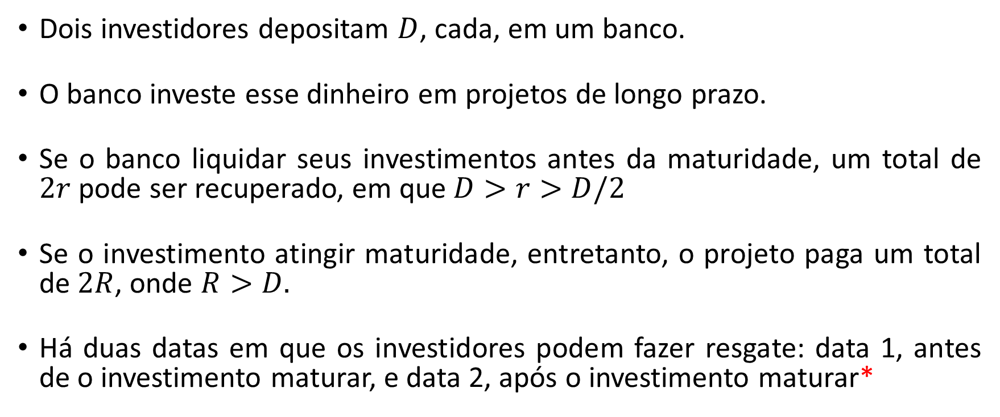 • Dois investidores depositam D, cada, em um banco.
• O banco investe esse dinheiro em projetos de longo prazo.
• Se o banco liquidar seus investimentos antes da maturidade, um total de
2r pode ser recuperado, em que D > r > D/2
• Se o investimento atingir maturidade, entretanto, o projeto paga um total
de 2R, onde R > D.
• Há duas datas em que os investidores podem fazer resgate: data 1, antes
de o investimento maturar, e data 2, após o investimento maturar*